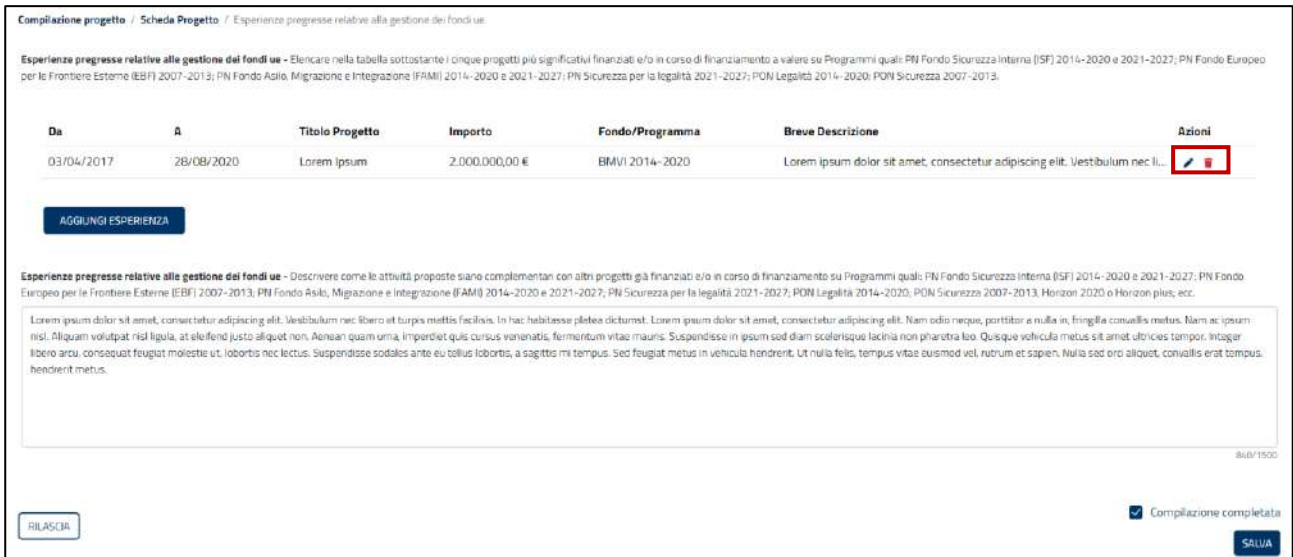 Compilazione progetto / Scheda Progetto / Esperienze pregresse relative alla gestione dei fondi ue
Esperienze pregresse relative alle gestione dei fondi ue - Elencare nella tabella sottostante i cinque progetti più significativi finanziati e/o in corso di finanziamento a valere su Programmi quali: PN Fondo Sicurezza Interna (ISF) 2014-2020 e 2021-2027; PN Fondo Europeo
per le Frontiere Esterne (EBF) 2007-2013; PN Fondo Asilo, Migrazione e Integrazione (FAMI) 2014-2020 e 2021-2027; PN Sicurezza per la legalità 2021-2027; PON Legalità 2014-2020; PON Sicurezza 2007-2013.
Da A Titolo Progetto Importo Fondo/Programma Breve Descrizione Azioni
03/04/2017 28/08/2020 Lorem Ipsum 2.000.000,00 € BMVI 2014-2020 Lorem ipsum dolor sit amet, consectetur adipiscing elit. Vestibulum nec li...
AGGIUNGI ESPERIENZA
Esperienze pregresse relative alle gestione dei fondi ue - Descrivere come le attività proposte siano complementari con altri progetti già finanziati e/o in corso di finanziamento su Programmi quali: PN Fondo Sicurezza Interna (ISF) 2014-2020 e 2021-2027; PN Fondo
Europeo per le Frontiere Esterne (EBF) 2007-2013; PN Fondo Asilo, Migrazione e Integrazione (FAMI) 2014-2020 e 2021-2027; PN Sicurezza per la legalità 2021-2027; PON Legalità 2014-2020; PON Sicurezza 2007-2013, Horizon 2020 o Horizon plus; ecc.
Lorem ipsum dolor sit amet, consectetur adipiscing elit. Vestibulum nec libero et turpis mattis facilisis. In hac habitasse platea dictumst. Lorem ipsum dolor sit amet, consectetur adipiscing elit. Nam odio neque, porttitor a nulla in, fringilla convallis metus. Nam ac ipsum
nisl. Aliquam volutpat nisl ligula, at eleifend justo aliquet non. Aenean quam urna, imperdiet quis cursus venenatis, fermentum vitae mauris. Suspendisse in ipsum sed diam scelerisque lacinia non pharetra leo. Quisque vehicula metus sit amet ultricies tempor. Integer
libero arcu, consequat feugiat molestie ut, lobortis nec lectus. Suspendisse sodales ante eu tellus lobortis, a sagittis mi tempus. Sed feugiat metus in vehicula hendrerit. Ut nulla felis, tempus vitae euismod vel, rutrum et sapien. Nulla sed orci aliquet, convallis erat tempus,
hendrerit metus.
840/1500
Compilazione completata
RILASCIA
SALVA